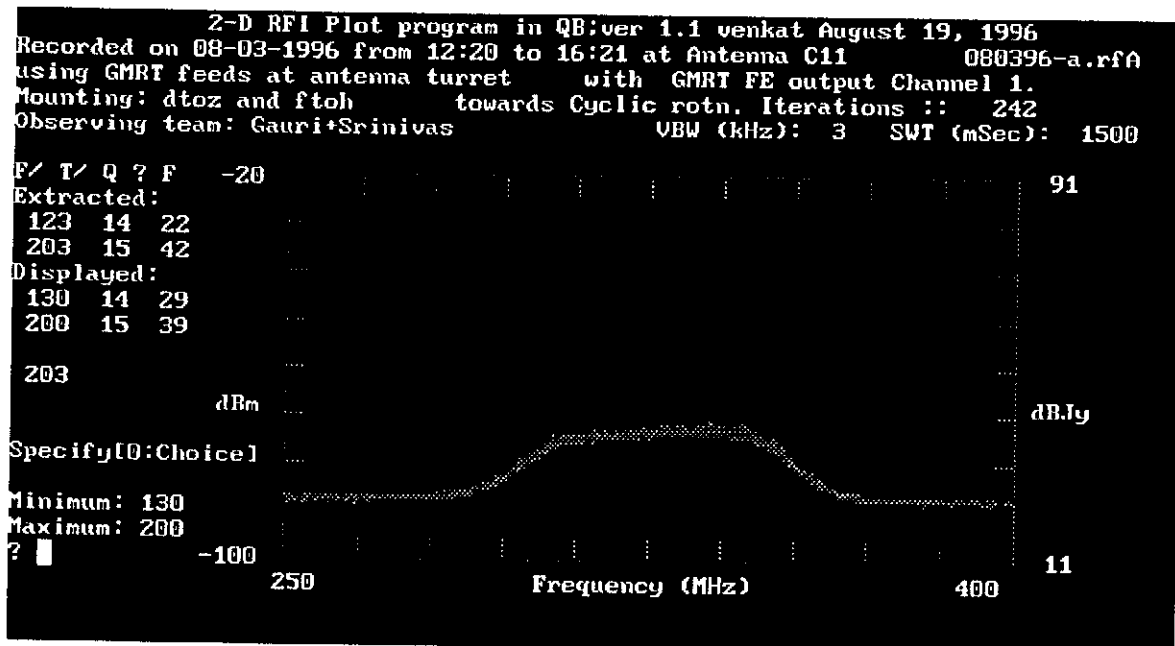 2-D RFI Plot program in QB;ver 1.1 venkat August 19, 1996
Recorded on 08-03-1996 from 12:20 to 16:21 at Antenna C11 080396-a.rfA
using GMRT feeds at antenna turret with GMRT FE output Channel 1.
Mounting: dtoz and ftoh towards Cyclic rotn. Iterations :: 242
Observing team: Gauri+Srinivas VBW (kHz): 3 SWT (mSec): 1500
F/ T/ Q ? F -20 91
Extracted:
123 14 22
203 15 42
Displayed:
130 14 29
200 15 39
203
dBm dBJy
Specify[0:Choice]
Minimum: 130
Maximum: 200
? -100 11
250 Frequency (MHz) 400